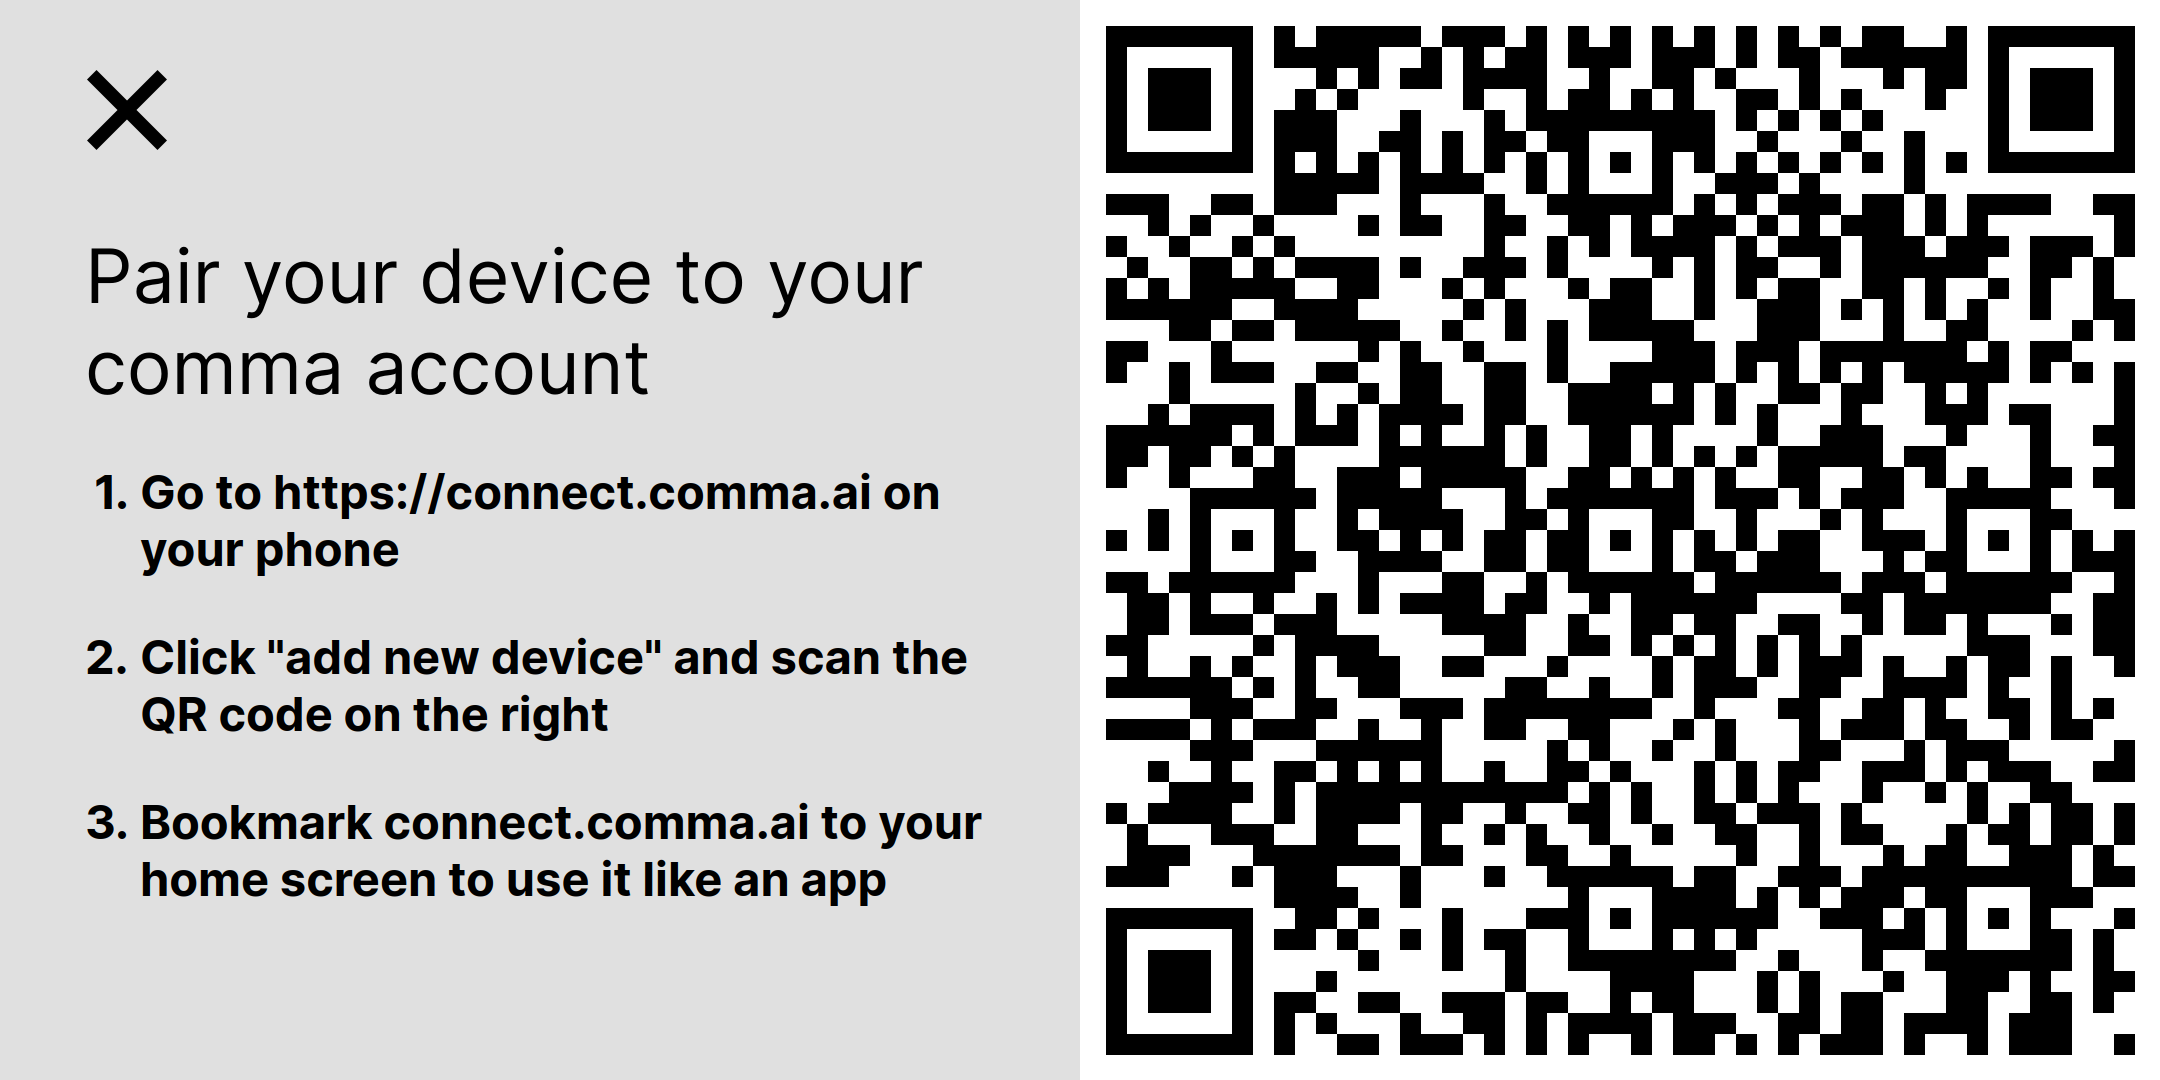 Pair your device to your
comma account
1. Go to https://connect.comma.ai on
your phone
2. Click "add new device" and scan the
QR code on the right
3. Bookmark connect.comma.ai to your
home screen to use it like an app